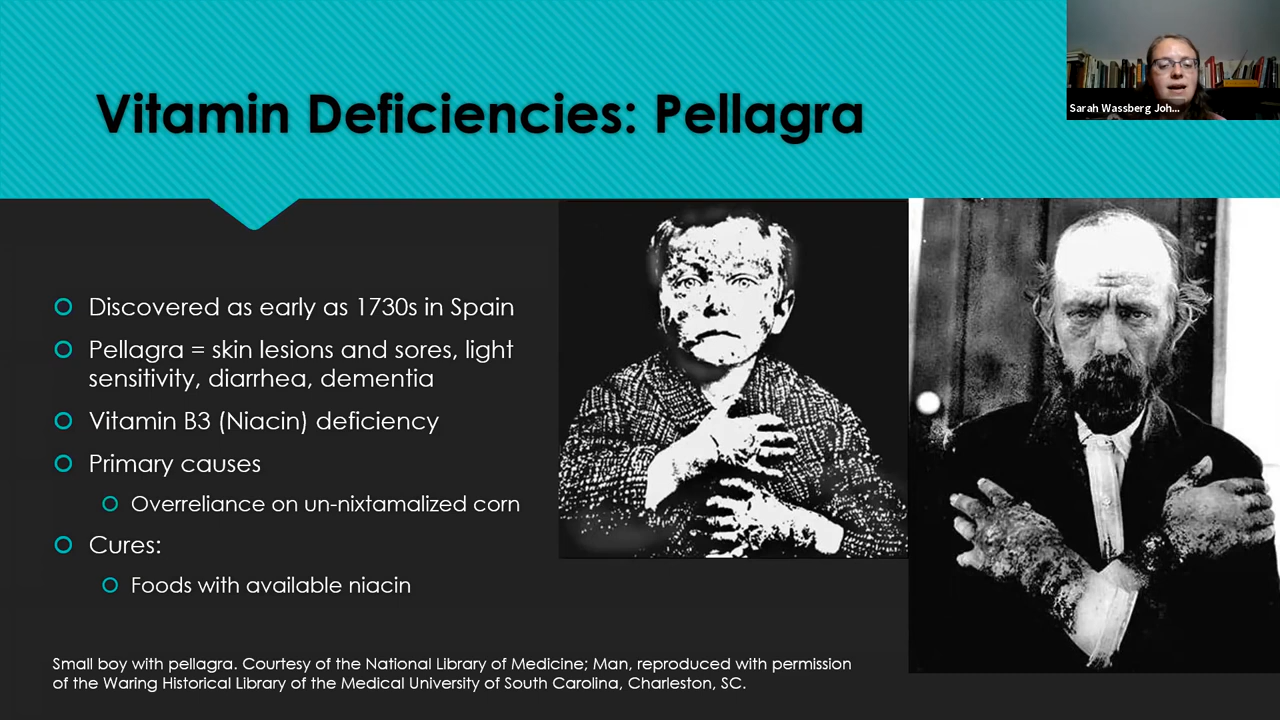 Vitamin Deficiencies: Pellagra
Sarah Wassberg Joh...
Discovered as early as 1730s in Spain
Pellagra = skin lesions and sores, light
sensitivity, diarrhea, dementia
Vitamin B3 (Niacin) deficiency
Primary causes
Overreliance on un-nixtamalized corn
Cures:
Foods with available niacin
Small boy with pellagra. Courtesy of the National Library of Medicine; Man, reproduced with permission
of the Waring Historical Library of the Medical University of South Carolina, Charleston, SC.